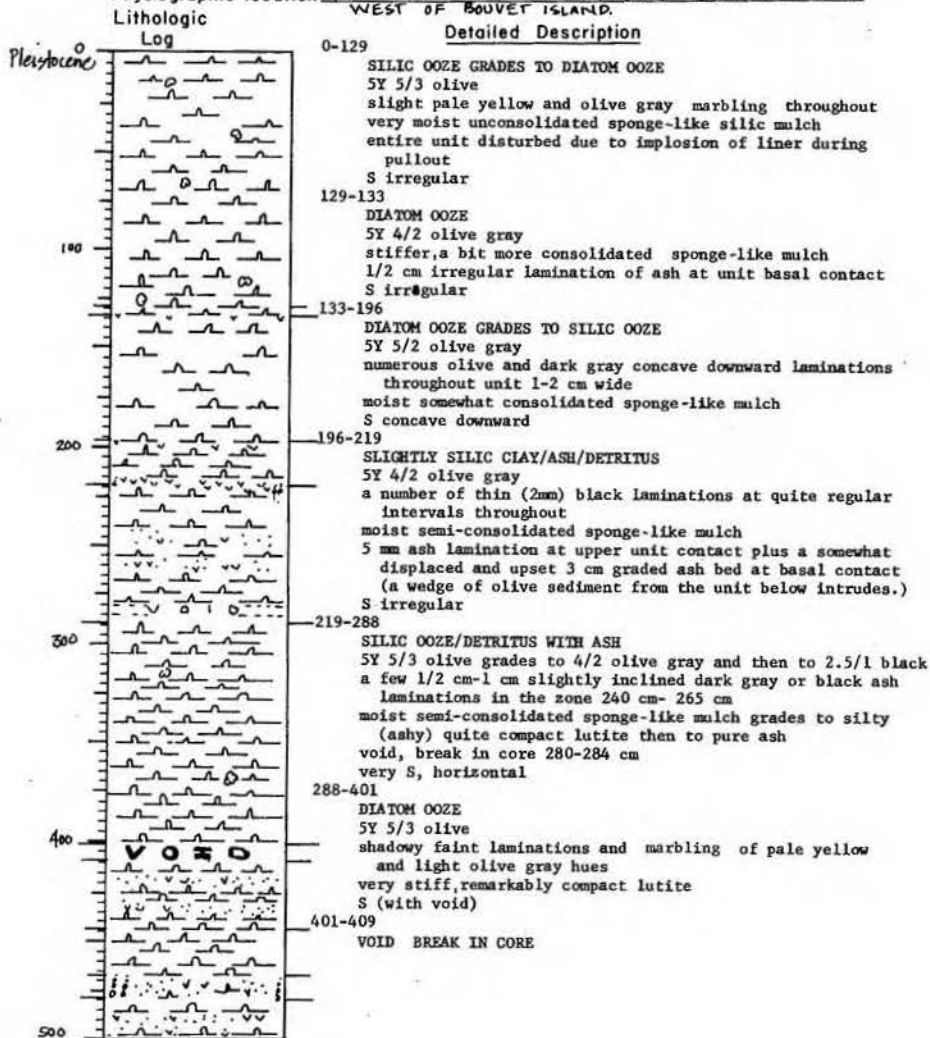 WEST OF BOUVET ISLAND.
Lithologic
Log
Detailed Description
Pleistocene
0
0-129
SILIC OOZE GRADES TO DIATOM OOZE
5Y 5/3 olive
slight pale yellow and olive gray marbling throughout
very moist unconsolidated sponge-like silic mulch
entire unit disturbed due to implosion of liner during
pullout
S irregular
129-133
DIATOM OOZE
5Y 4/2 olive gray
100
stiffer,a bit more consolidated sponge-like mulch
1/2 cm irregular lamination of ash at unit basal contact
S irregular
133-196
DIATOM OOZE GRADES TO SILIC OOZE
5Y 5/2 olive gray
numerous olive and dark gray concave downward laminations
throughout unit 1-2 cm wide
moist somewhat consolidated sponge-like mulch
S concave downward
200
196-219
SLIGHTLY SILIC CLAY/ASH/DETRITUS
5Y 4/2 olive gray
a number of thin (2mm) black laminations at quite regular
intervals throughout
moist semi-consolidated sponge-like mulch
5 mm ash lamination at upper unit contact plus a somewhat
displaced and upset 3 cm graded ash bed at basal contact
(a wedge of olive sediment from the unit below intrudes.)
S irregular
VOID
219-288
300
SILIC OOZE/DETRITUS WITH ASH
5Y 5/3 olive grades to 4/2 olive gray and then to 2.5/1 black
a few 1/2 cm-1 cm slightly inclined dark gray or black ash
laminations in the zone 240 cm- 265 cm
moist semi-consolidated sponge-like mulch grades to silty
(ashy) quite compact lutite then to pure ash
void, break in core 280-284 cm
very S, horizontal
288-401
DIATOM OOZE
5Y 5/3 olive
400
VOID
shadowy faint laminations and marbling of pale yellow
and light olive gray hues
very stiff,remarkably compact lutite
S (with void)
401-409
VOID BREAK IN CORE
500